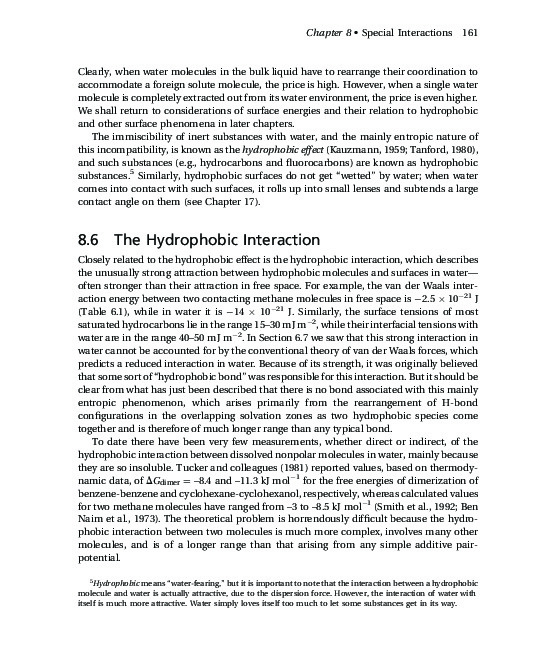 Chapter 8 • Special Interactions 161
Clearly, when water molecules in the bulk liquid have to rearrange their coordination to
accommodate a foreign solute molecule, the price is high. However, when a single water
molecule is completely extracted out from its water environment, the price is even higher.
We shall return to considerations of surface energies and their relation to hydrophobic
and other surface phenomena in later chapters.
The immiscibility of inert substances with water, and the mainly entropic nature of
this incompatibility, is known as the hydrophobic effect (Kauzmann, 1959; Tanford, 1980),
and such substances (e.g., hydrocarbons and fluorocarbons) are known as hydrophobic
substances.⁵ Similarly, hydrophobic surfaces do not get “wetted” by water; when water
comes into contact with such surfaces, it rolls up into small lenses and subtends a large
contact angle on them (see Chapter 17).
8.6 The Hydrophobic Interaction
Closely related to the hydrophobic effect is the hydrophobic interaction, which describes
the unusually strong attraction between hydrophobic molecules and surfaces in water—
often stronger than their attraction in free space. For example, the van der Waals inter-
action energy between two contacting methane molecules in free space is −2.5 × 10⁻²¹ J
(Table 6.1), while in water it is −14 × 10⁻²¹ J. Similarly, the surface tensions of most
saturated hydrocarbons lie in the range 15–30 mJ m⁻², while their interfacial tensions with
water are in the range 40–50 mJ m⁻². In Section 6.7 we saw that this strong interaction in
water cannot be accounted for by the conventional theory of van der Waals forces, which
predicts a reduced interaction in water. Because of its strength, it was originally believed
that some sort of “hydrophobic bond” was responsible for this interaction. But it should be
clear from what has just been described that there is no bond associated with this mainly
entropic phenomenon, which arises primarily from the rearrangement of H-bond
configurations in the overlapping solvation zones as two hydrophobic species come
together and is therefore of much longer range than any typical bond.
To date there have been very few measurements, whether direct or indirect, of the
hydrophobic interaction between dissolved nonpolar molecules in water, mainly because
they are so insoluble. Tucker and colleagues (1981) reported values, based on thermody-
namic data, of ΔG_dimer = –8.4 and –11.3 kJ mol⁻¹ for the free energies of dimerization of
benzene-benzene and cyclohexane-cyclohexanol, respectively, whereas calculated values
for two methane molecules have ranged from –3 to –8.5 kJ mol⁻¹ (Smith et al., 1992; Ben
Naim et al., 1973). The theoretical problem is horrendously difficult because the hydro-
phobic interaction between two molecules is much more complex, involves many other
molecules, and is of a longer range than that arising from any simple additive pair-
potential.
⁵Hydrophobic means “water-fearing,” but it is important to note that the interaction between a hydrophobic
molecule and water is actually attractive, due to the dispersion force. However, the interaction of water with
itself is much more attractive. Water simply loves itself too much to let some substances get in its way.